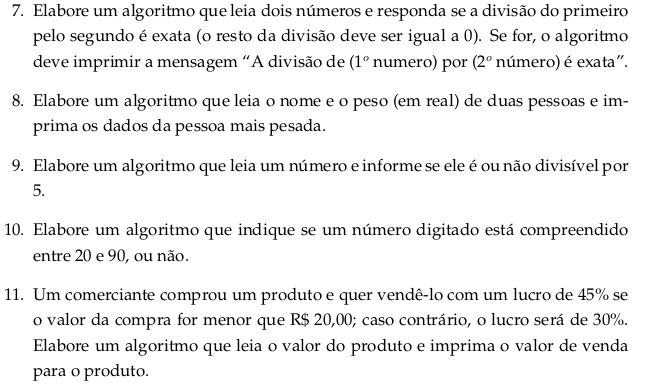 7. Elabore um algoritmo que leia dois números e responda se a divisão do primeiro
pelo segundo é exata (o resto da divisão deve ser igual a 0). Se for, o algoritmo
deve imprimir a mensagem “A divisão de (1º numero) por (2º número) é exata”.
8. Elabore um algoritmo que leia o nome e o peso (em real) de duas pessoas e im-
prima os dados da pessoa mais pesada.
9. Elabore um algoritmo que leia um número e informe se ele é ou não divisível por
5.
10. Elabore um algoritmo que indique se um número digitado está compreendido
entre 20 e 90, ou não.
11. Um comerciante comprou um produto e quer vendê-lo com um lucro de 45% se
o valor da compra for menor que R$ 20,00; caso contrário, o lucro será de 30%.
Elabore um algoritmo que leia o valor do produto e imprima o valor de venda
para o produto.